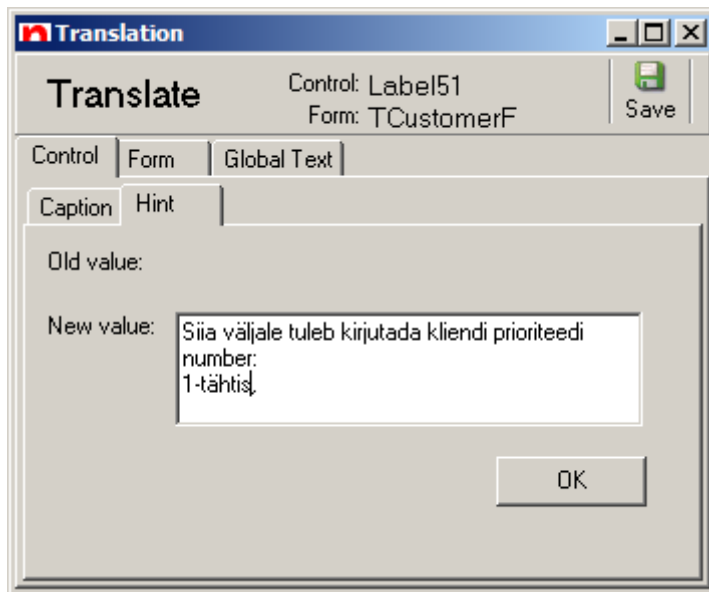 Translation
Translate
Control: Label51
Form: TCustomerF
Save
Control Form Global Text
Caption Hint
Old value:
New value:
Siia väljale tuleb kirjutada kliendi prioriteedi
number:
1-tähtis,
OK